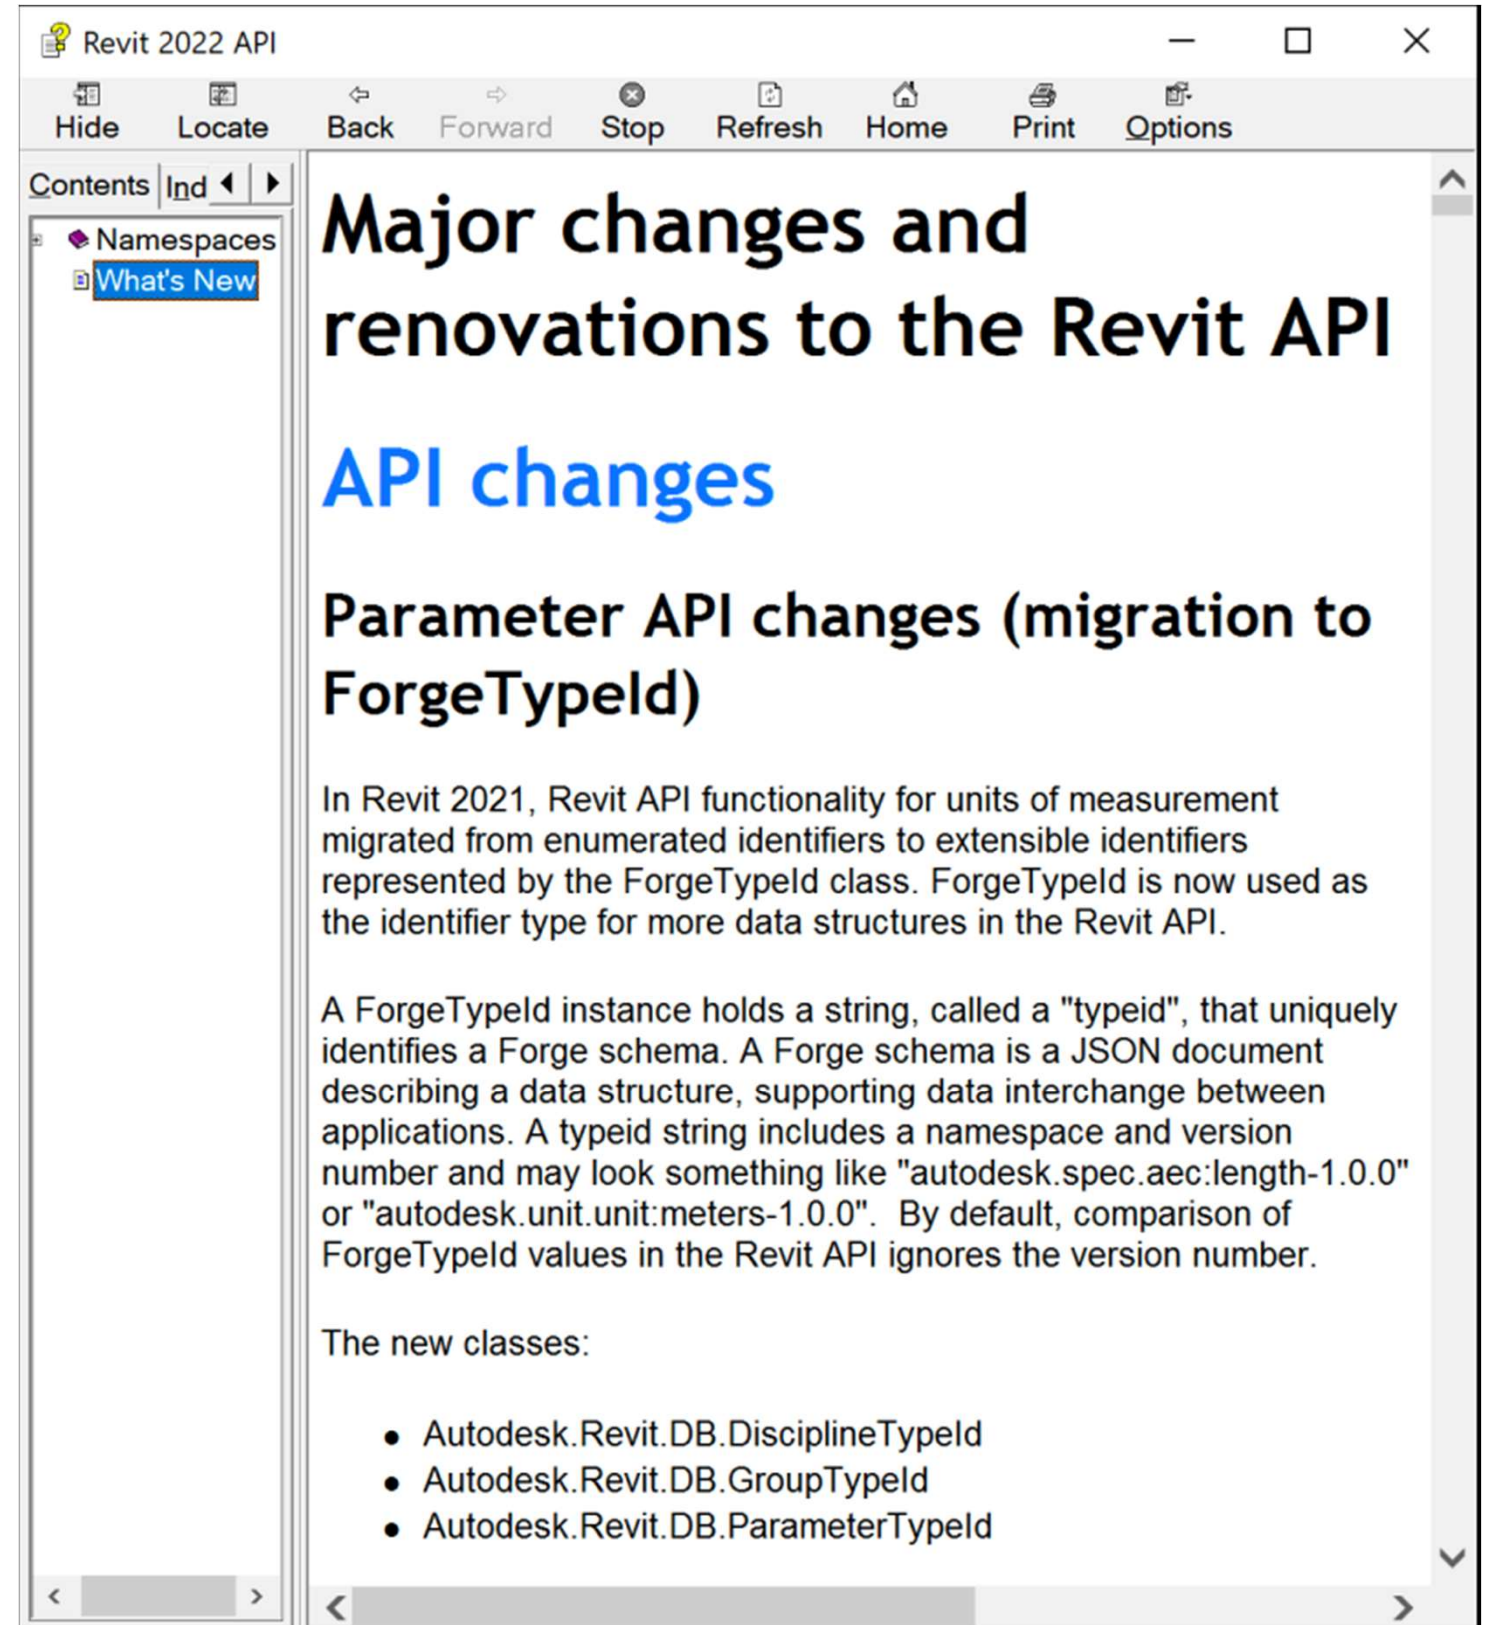 Revit 2022 API
Hide Locate Back Forward Stop Refresh Home Print Options
Contents Ind
Namespaces
What's New
Major changes and
renovations to the Revit API
API changes
Parameter API changes (migration to
ForgeTypeId)
In Revit 2021, Revit API functionality for units of measurement
migrated from enumerated identifiers to extensible identifiers
represented by the ForgeTypeId class. ForgeTypeId is now used as
the identifier type for more data structures in the Revit API.
A ForgeTypeId instance holds a string, called a "typeid", that uniquely
identifies a Forge schema. A Forge schema is a JSON document
describing a data structure, supporting data interchange between
applications. A typeid string includes a namespace and version
number and may look something like "autodesk.spec.aec:length-1.0.0"
or "autodesk.unit.unit:meters-1.0.0".  By default, comparison of
ForgeTypeId values in the Revit API ignores the version number.
The new classes:
• Autodesk.Revit.DB.DisciplineTypeId
• Autodesk.Revit.DB.GroupTypeId
• Autodesk.Revit.DB.ParameterTypeId